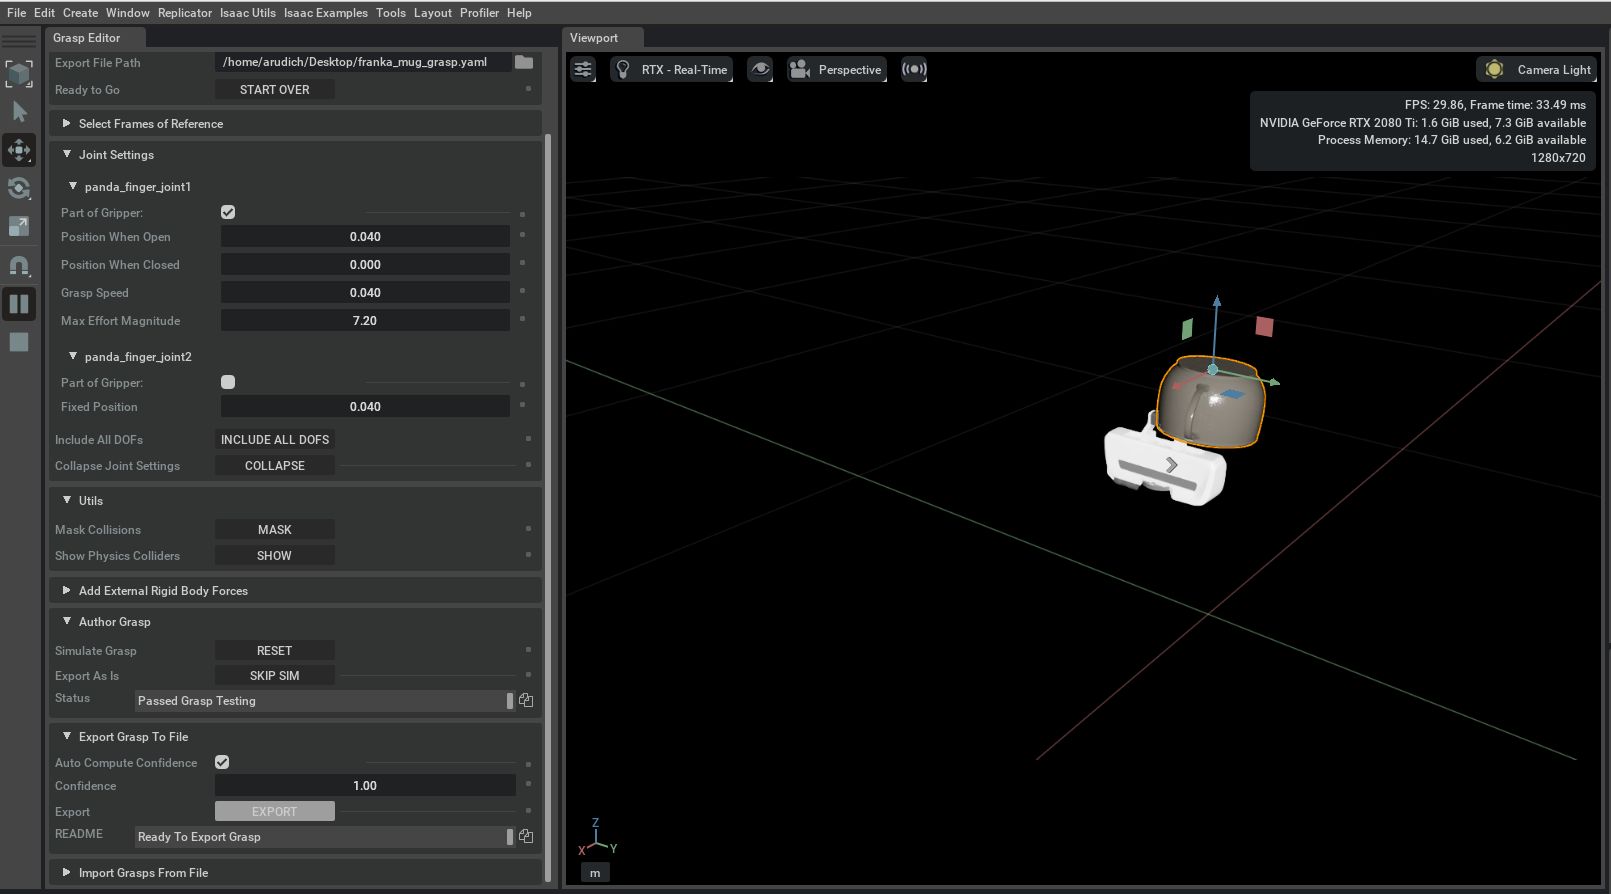 File Edit Create Window Replicator Isaac Utils Isaac Examples Tools Layout Profiler Help
Grasp Editor
Export File Path /home/arudich/Desktop/franka_mug_grasp.yaml
Ready to Go START OVER
Select Frames of Reference
Joint Settings
panda_finger_joint1
Part of Gripper:
Position When Open 0.040
Position When Closed 0.000
Grasp Speed 0.040
Max Effort Magnitude 7.20
panda_finger_joint2
Part of Gripper:
Fixed Position 0.040
Include All DOFs INCLUDE ALL DOFS
Collapse Joint Settings COLLAPSE
Utils
Mask Collisions MASK
Show Physics Colliders SHOW
Add External Rigid Body Forces
Author Grasp
Simulate Grasp RESET
Export As Is SKIP SIM
Status Passed Grasp Testing
Export Grasp To File
Auto Compute Confidence
Confidence 1.00
Export EXPORT
README Ready To Export Grasp
Import Grasps From File
Viewport
RTX - Real-Time Perspective Camera Light
FPS: 29.86, Frame time: 33.49 ms
NVIDIA GeForce RTX 2080 Ti: 1.6 GiB used, 7.3 GiB available
Process Memory: 14.7 GiB used, 6.2 GiB available
1280x720
Z
X Y
m